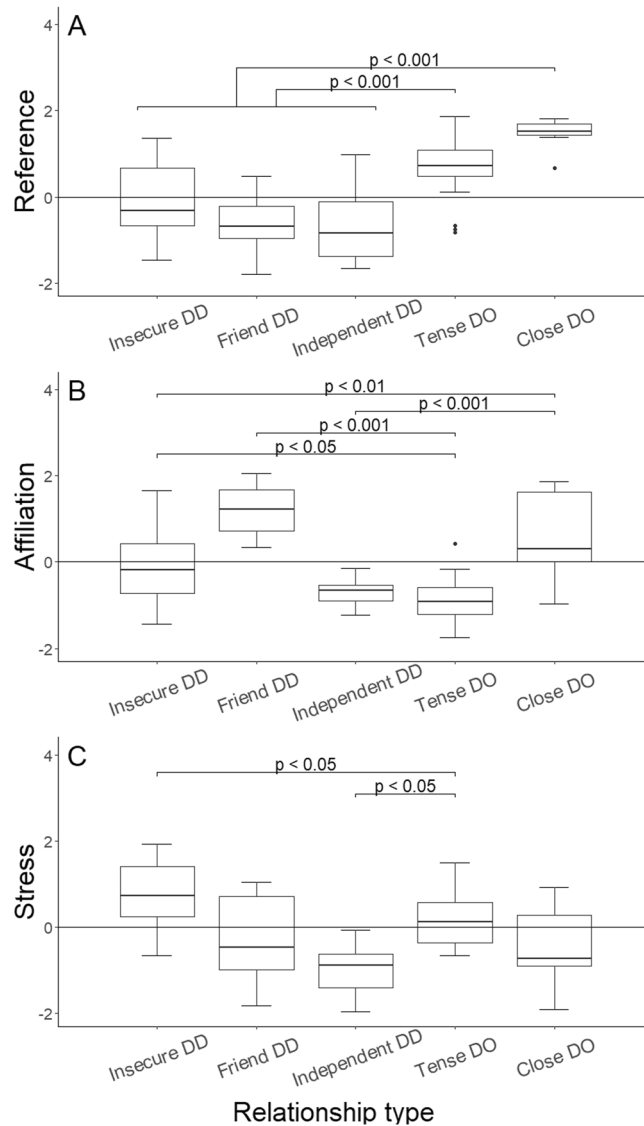 A
4
2
0
-2
Reference
p < 0.001
p < 0.001
Insecure DD
Friend DD
Independent DD
Tense DO
Close DO
B
4
2
0
-2
Affiliation
p < 0.01
p < 0.001
p < 0.001
p < 0.05
Insecure DD
Friend DD
Independent DD
Tense DO
Close DO
C
4
2
0
-2
Stress
p < 0.05
p < 0.05
Insecure DD
Friend DD
Independent DD
Tense DO
Close DO
Relationship type